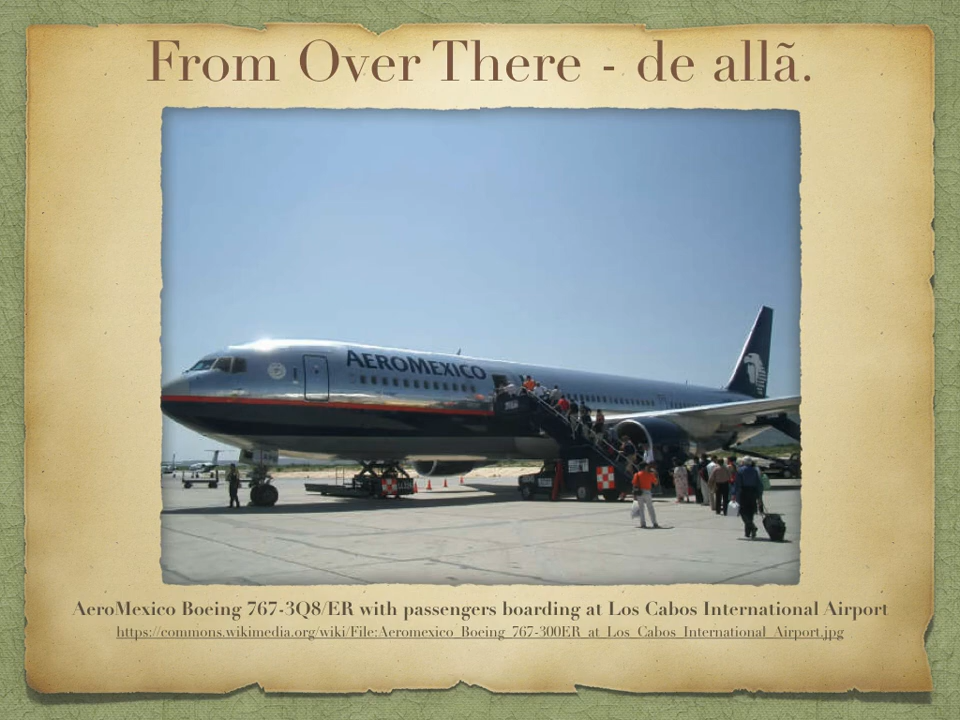 From Over There - de allã.
AEROMEXICO
AeroMexico Boeing 767-3Q8/ER with passengers boarding at Los Cabos International Airport
https://commons.wikimedia.org/wiki/File:Aeromexico_Boeing_767-300ER_at_Los_Cabos_International_Airport.jpg